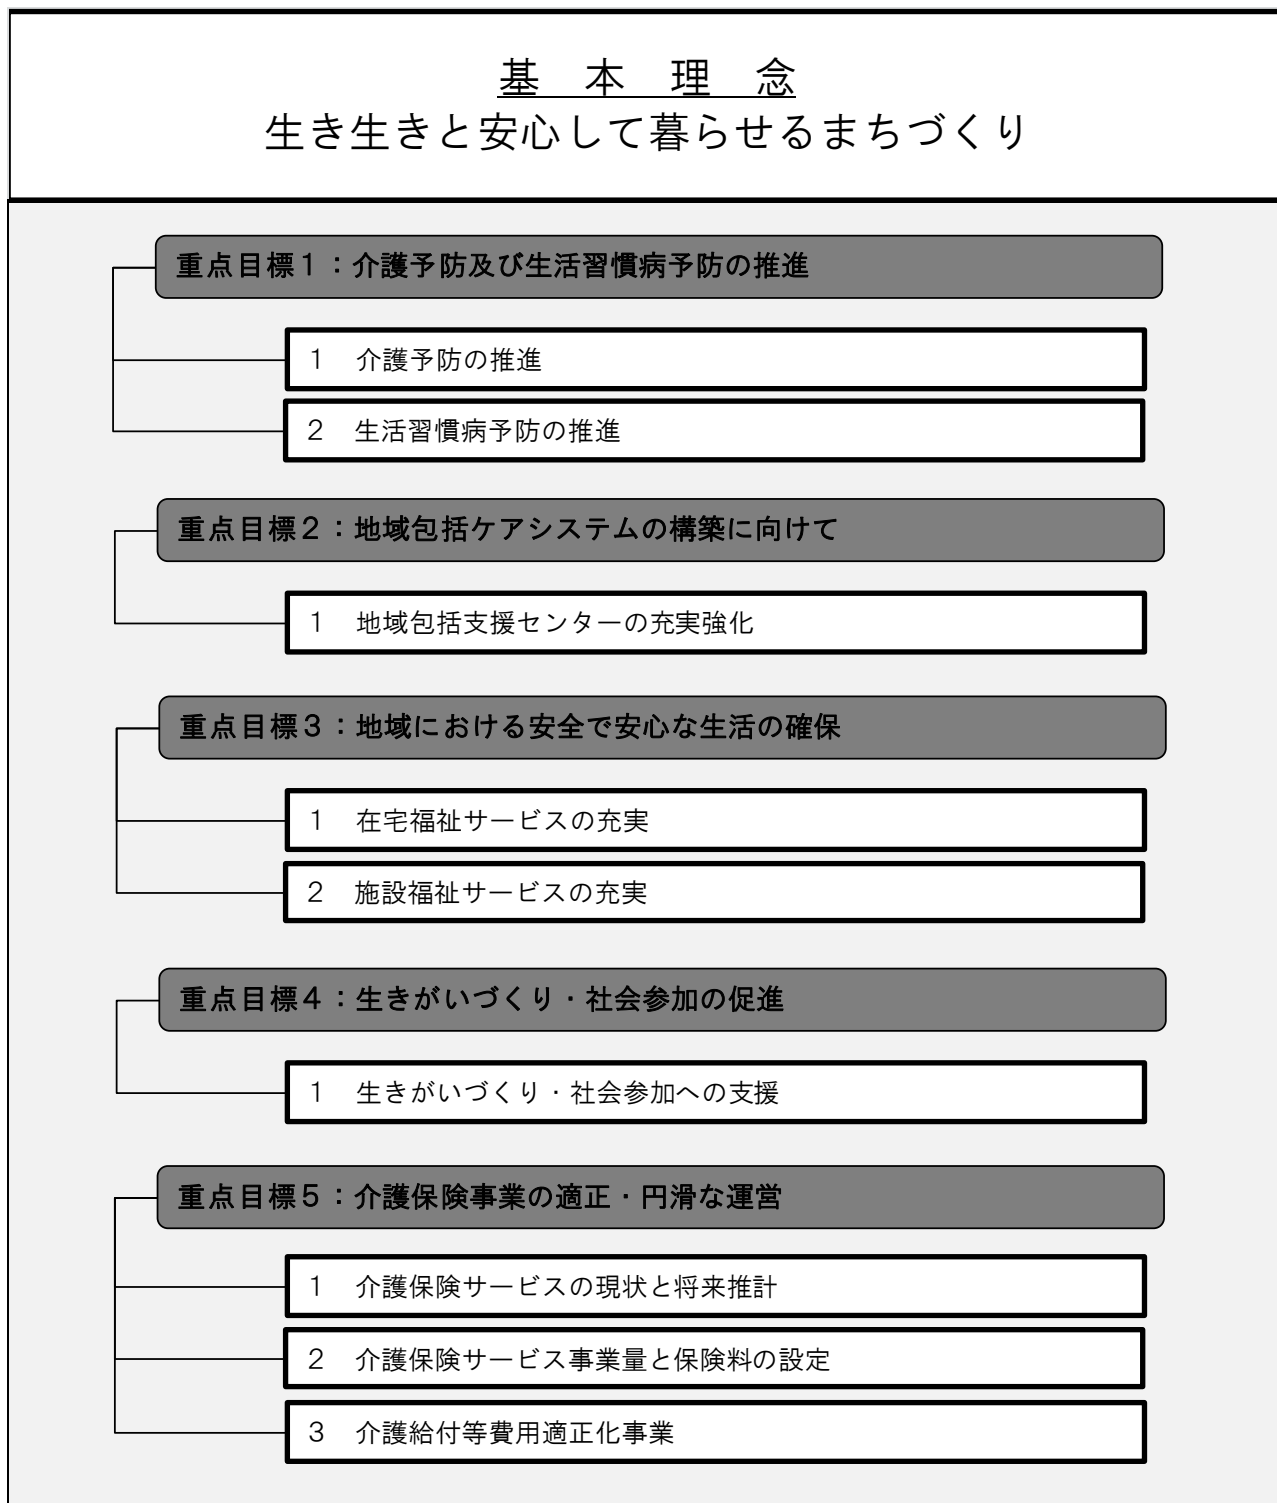 基　本　理　念
生き生きと安心して暮らせるまちづくり
重点目標１：介護予防及び生活習慣病予防の推進
１　介護予防の推進
２　生活習慣病予防の推進
重点目標２：地域包括ケアシステムの構築に向けて
１　地域包括支援センターの充実強化
重点目標３：地域における安全で安心な生活の確保
１　在宅福祉サービスの充実
２　施設福祉サービスの充実
重点目標４：生きがいづくり・社会参加の促進
１　生きがいづくり・社会参加への支援
重点目標５：介護保険事業の適正・円滑な運営
１　介護保険サービスの現状と将来推計
２　介護保険サービス事業量と保険料の設定
３　介護給付等費用適正化事業